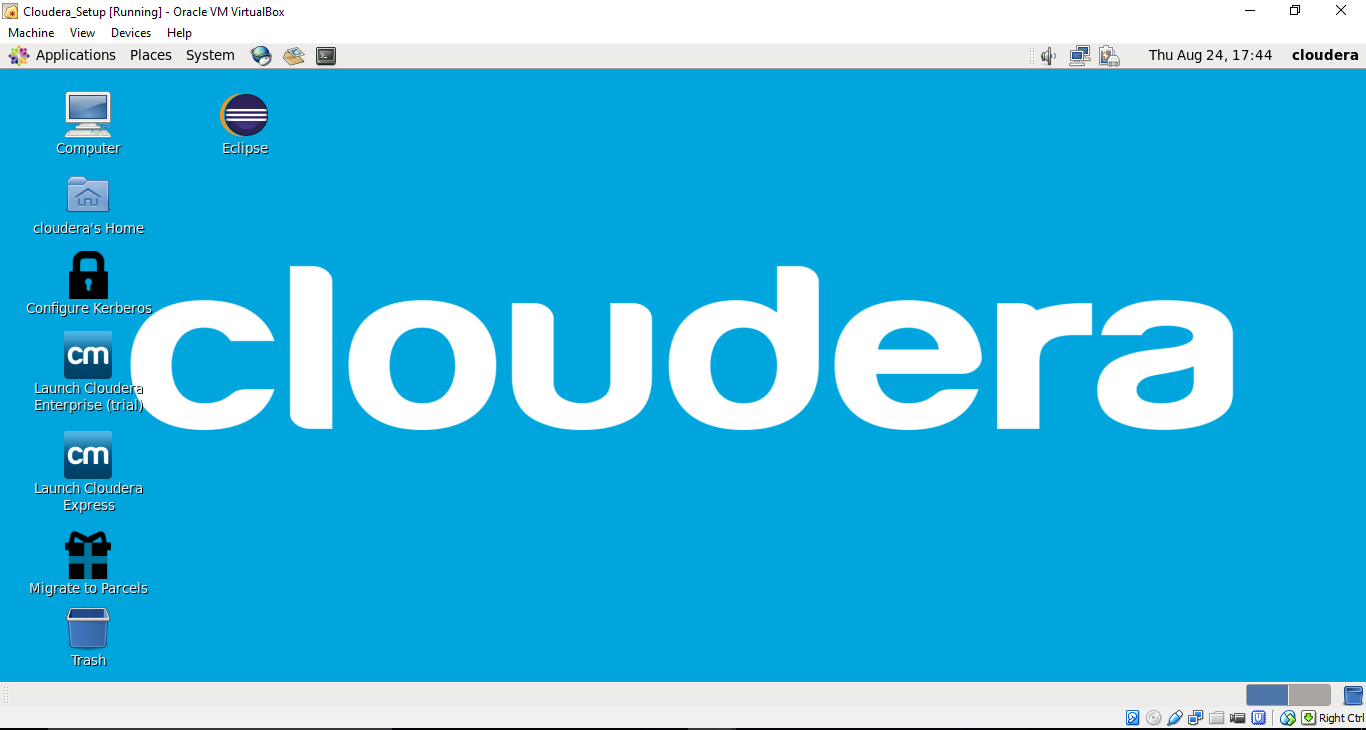 Cloudera_Setup [Running] - Oracle VM VirtualBox
Machine View Devices Help
Applications Places System Thu Aug 24, 17:44 cloudera
Computer
Eclipse
cloudera's Home
Configure Kerberos
cloudera
cm
Launch Cloudera
Enterprise (trial)
cm
Launch Cloudera
Express
Migrate to Parcels
Trash
Right Ctrl